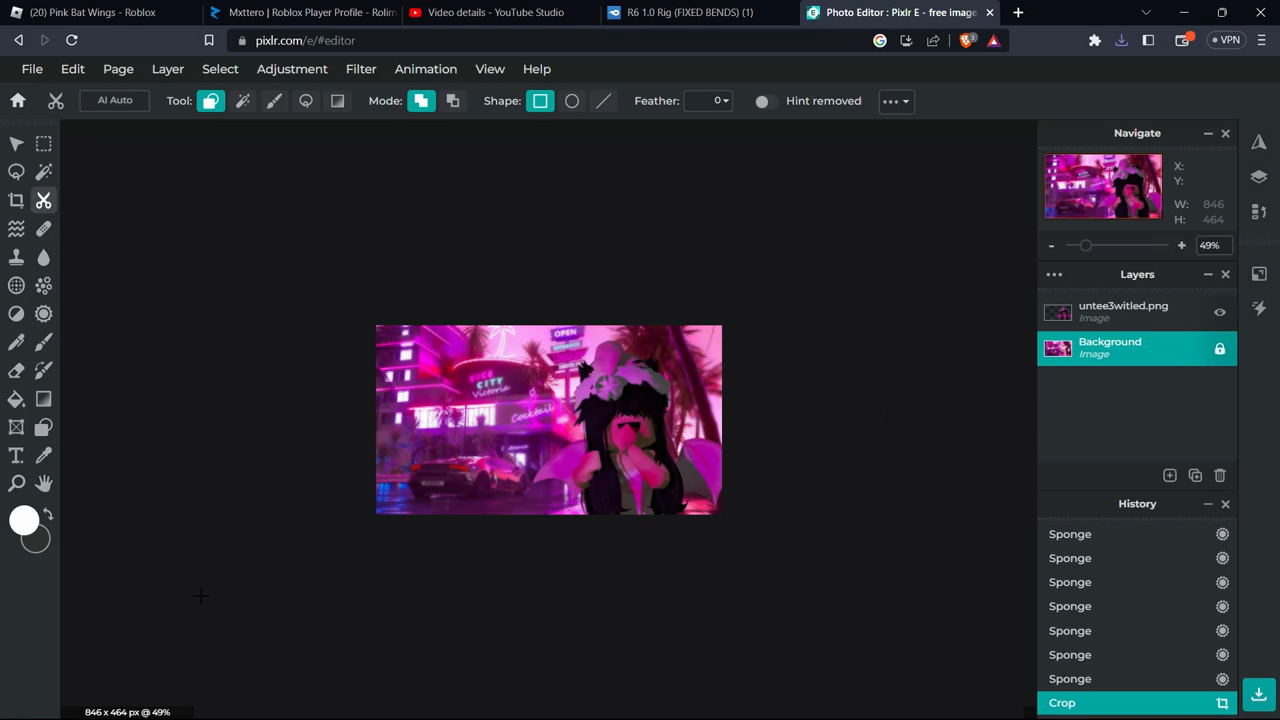 (20) Pink Bat Wings - Roblox
Mxttero | Roblox Player Profile - Rolim
Video details - YouTube Studio
R6 1.0 Rig (FIXED BENDS) (1)
Photo Editor : Pixlr E - free image
pixlr.com/e/#editor
VPN
File Edit Page Layer Select Adjustment Filter Animation View Help
AI Auto Tool: Mode: Shape: Feather: 0 Hint removed
Navigate
X:
Y:
W: 846
H: 464
49%
Layers
untee3witled.png
Image
Background
Image
OPEN
VICE
CITY
Victoria
Cocktail
History
Sponge
Sponge
Sponge
Sponge
Sponge
Sponge
Sponge
Crop
846 x 464 px @ 49%